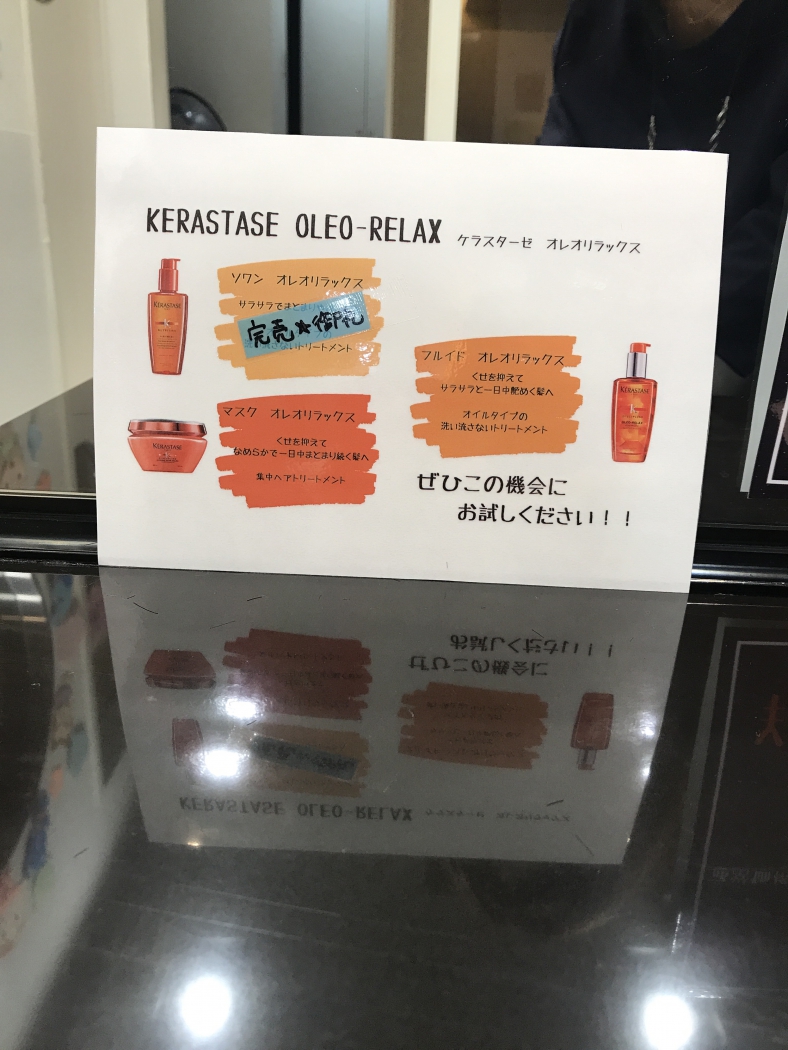 KERASTASE OLEO-RELAX ケラスターゼ オレオリラックス
KERASTASE
ソワン オレオリラックス
サラサラでまとまり
完売★御礼
ないトリートメント
KERASTASE
マスク オレオリラックス
くせを抑えて
なめらかで一日中まとまり続く髪へ
集中ヘアトリートメント
フルイド オレオリラックス
くせを抑えて
サラサラと一日中艶めく髪へ
オイルタイプの
洗い流さないトリートメント
KERASTASE
ぜひこの機会に
お試しください！！